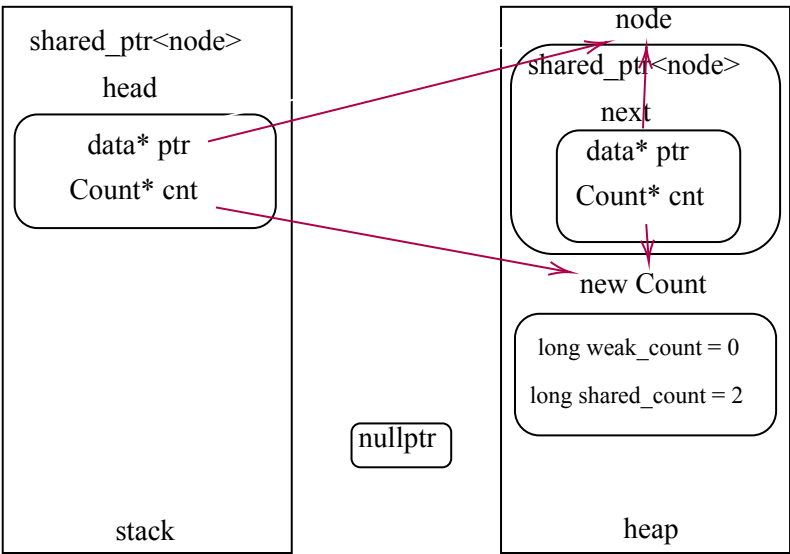 shared_ptr<node>
head
data* ptr
Count* cnt
stack
nullptr
node
shared_ptr<node>
next
data* ptr
Count* cnt
new Count
long weak_count = 0
long shared_count = 2
heap